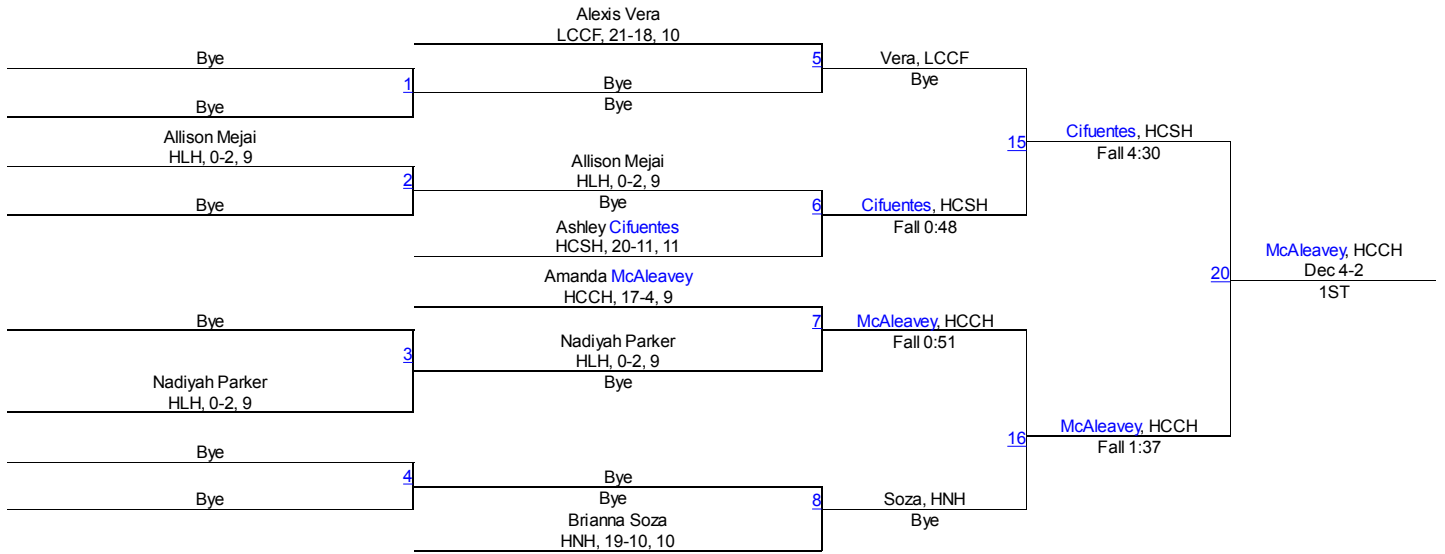 Alexis Vera
LCCF, 21-18, 10
Bye
5
Vera, LCCF
Bye
1
Bye
Bye
Bye
Allison Mejai
HLH, 0-2, 9
15
Cifuentes, HCSH
Fall 4:30
2
Allison Mejai
HLH, 0-2, 9
Bye
Bye
6
Cifuentes, HCSH
Fall 0:48
Ashley Cifuentes
HCSH, 20-11, 11
McAleavey, HCCH
Dec 4-2
20
1ST
Amanda McAleavey
HCCH, 17-4, 9
Bye
7
McAleavey, HCCH
Fall 0:51
3
Nadiyah Parker
HLH, 0-2, 9
Bye
Nadiyah Parker
HLH, 0-2, 9
16
McAleavey, HCCH
Fall 1:37
Bye
4
Bye
Bye
Bye
8
Soza, HNH
Bye
Brianna Soza
HNH, 19-10, 10